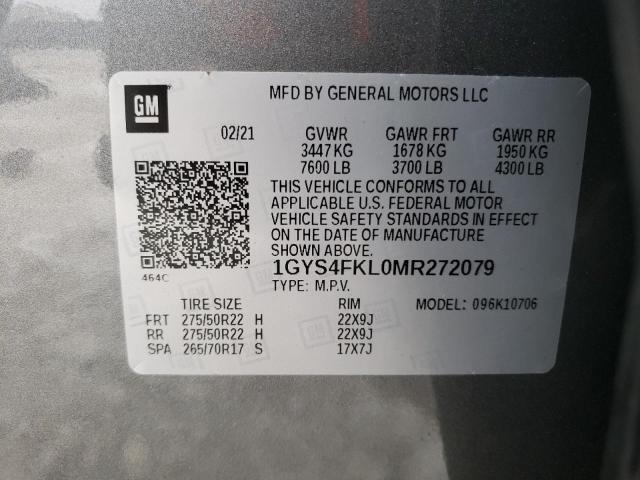 GM
MFD BY GENERAL MOTORS LLC
02/21 GVWR GAWR FRT GAWR RR
3447 KG 1678 KG 1950 KG
7600 LB 3700 LB 4300 LB
THIS VEHICLE CONFORMS TO ALL
APPLICABLE U.S. FEDERAL MOTOR
VEHICLE SAFETY STANDARDS IN EFFECT
ON THE DATE OF MANUFACTURE
SHOWN ABOVE.
464C
1GYS4FKL0MR272079
TYPE: M.P.V.
TIRE SIZE RIM MODEL: 096K10706
FRT 275/50R22 H 22X9J
RR 275/50R22 H 22X9J
SPA 265/70R17 S 17X7J